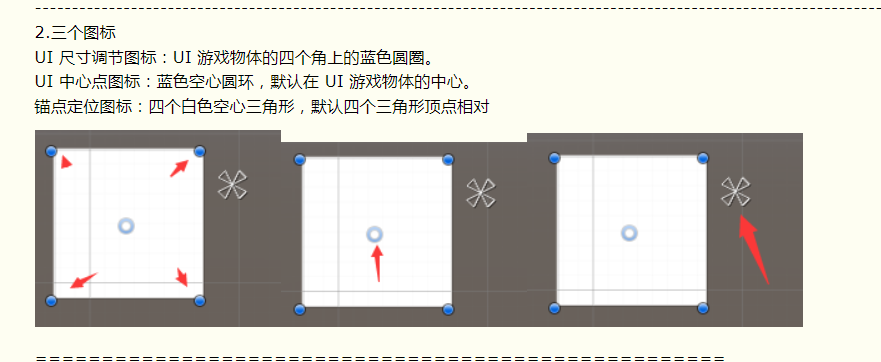 2.三个图标
UI 尺寸调节图标：UI 游戏物体的四个角上的蓝色圆圈。
UI 中心点图标：蓝色空心圆环，默认在 UI 游戏物体的中心。
锚点定位图标：四个白色空心三角形，默认四个三角形顶点相对